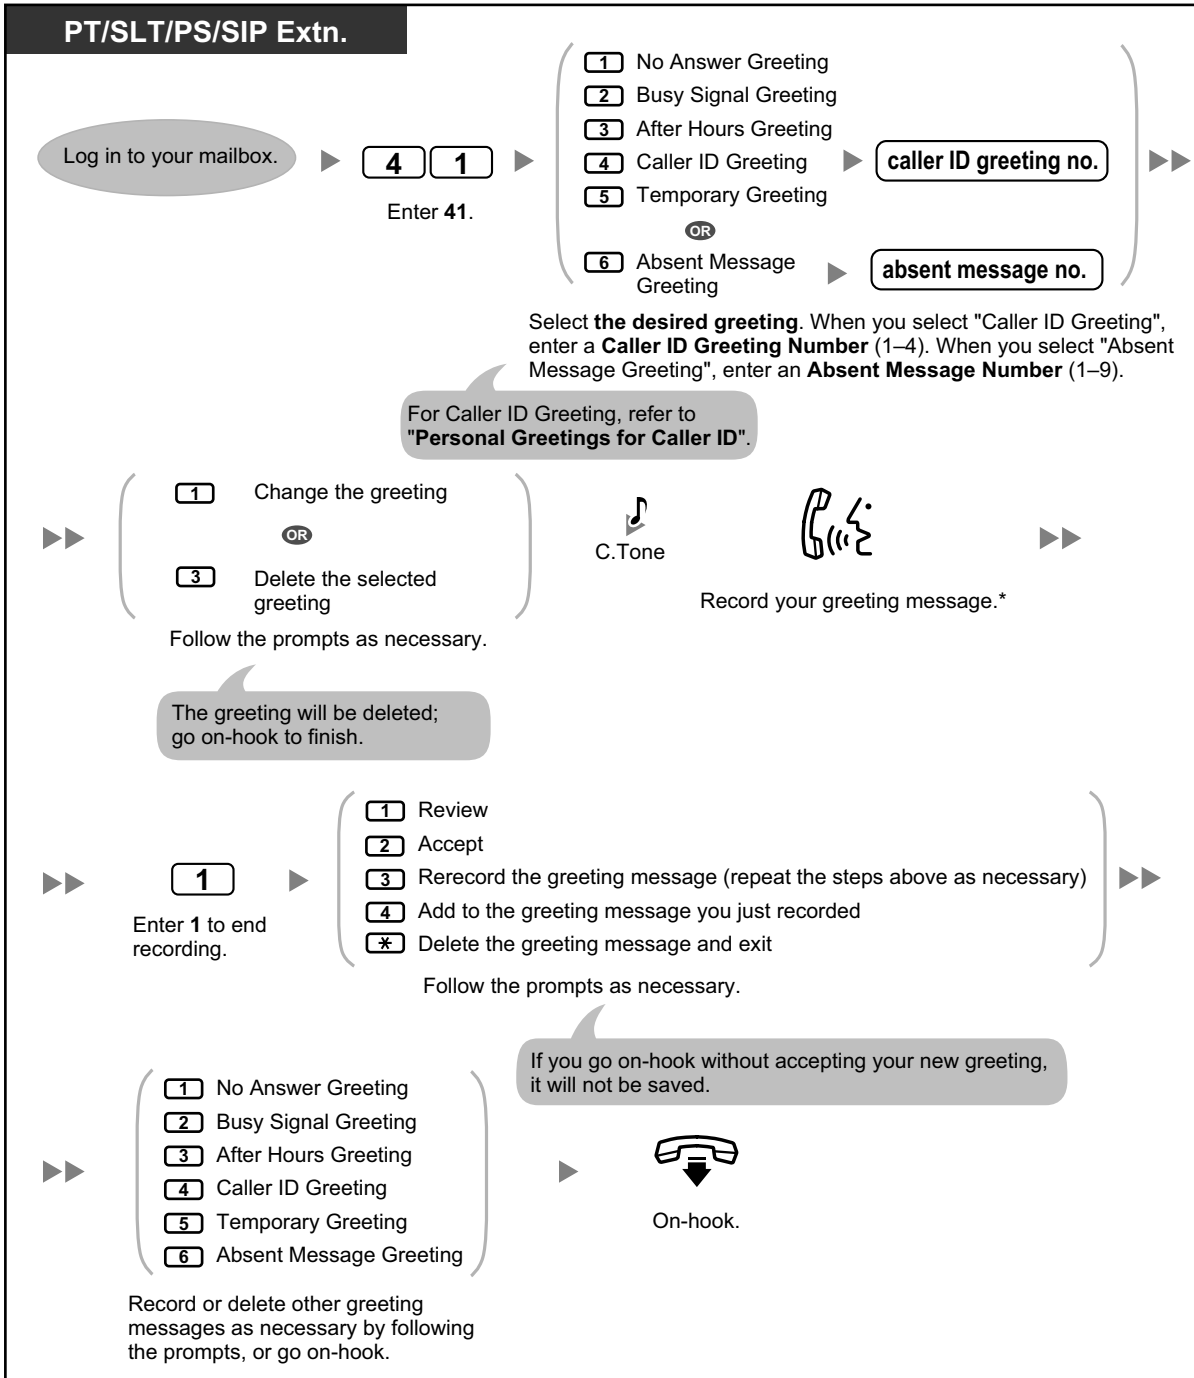 PT/SLT/PS/SIP Extn.
Log in to your mailbox.
4 1
Enter 41.
1 No Answer Greeting
2 Busy Signal Greeting
3 After Hours Greeting
4 Caller ID Greeting
caller ID greeting no.
5 Temporary Greeting
OR
6 Absent Message
Greeting
absent message no.
Select the desired greeting. When you select "Caller ID Greeting",
enter a Caller ID Greeting Number (1–4). When you select "Absent
Message Greeting", enter an Absent Message Number (1–9).
For Caller ID Greeting, refer to
"Personal Greetings for Caller ID".
1 Change the greeting
OR
3 Delete the selected
greeting
Follow the prompts as necessary.
The greeting will be deleted;
go on-hook to finish.
C.Tone
Record your greeting message.*
1
Enter 1 to end
recording.
1 Review
2 Accept
3 Rerecord the greeting message (repeat the steps above as necessary)
4 Add to the greeting message you just recorded
* Delete the greeting message and exit
Follow the prompts as necessary.
If you go on-hook without accepting your new greeting,
it will not be saved.
1 No Answer Greeting
2 Busy Signal Greeting
3 After Hours Greeting
4 Caller ID Greeting
5 Temporary Greeting
6 Absent Message Greeting
Record or delete other greeting
messages as necessary by following
the prompts, or go on-hook.
On-hook.